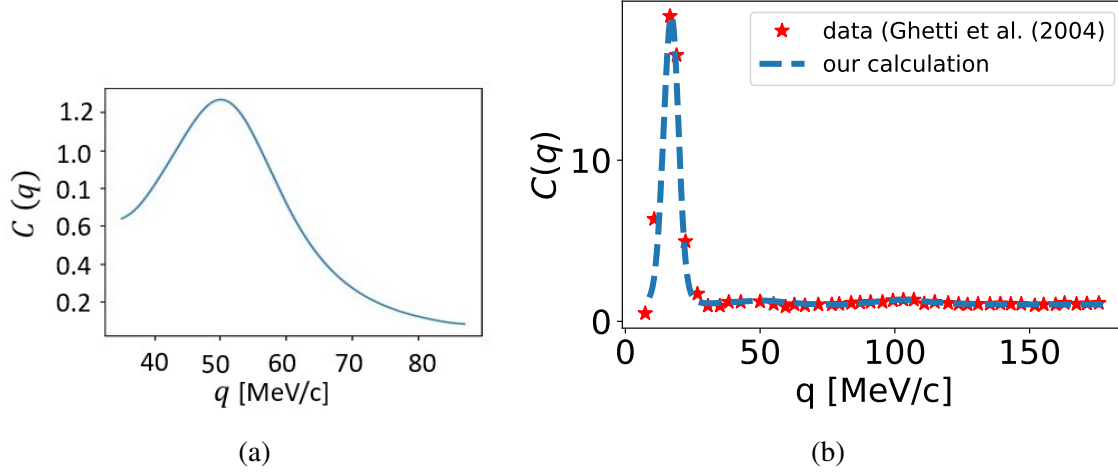 1.2
1.0
0.1
0.6
0.4
0.2
C (q)
40 50 60 70 80
q [MeV/c]
(a)
data (Ghetti et al. (2004)
our calculation
10
0
C(q)
0 50 100 150
q [MeV/c]
(b)